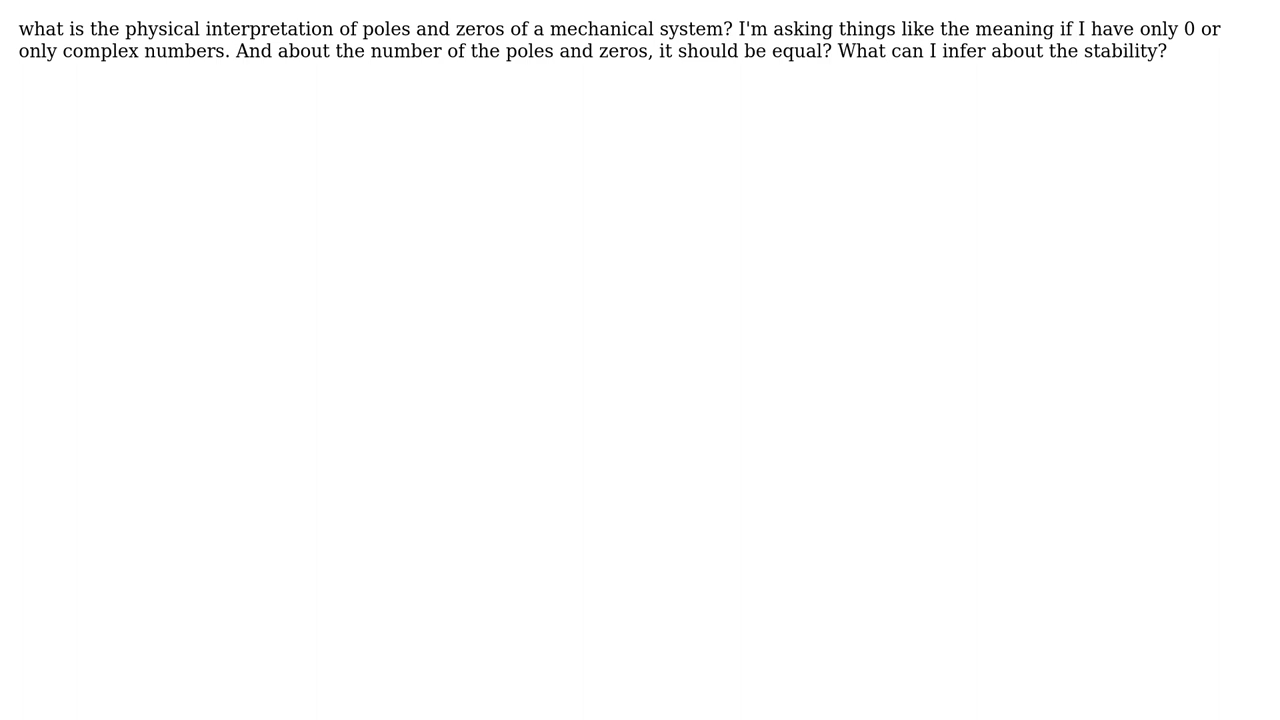 what is the physical interpretation of poles and zeros of a mechanical system? I'm asking things like the meaning if I have only 0 or
only complex numbers. And about the number of the poles and zeros, it should be equal? What can I infer about the stability?